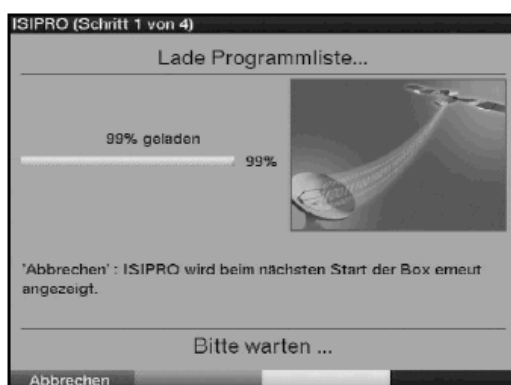 ISIPRO (Schritt 1 von 4)
Lade Programmliste...
99% geladen
99%
'Abbrechen' : ISIPRO wird beim nächsten Start der Box erneut
angezeigt.
Bitte warten ...
Abbrechen